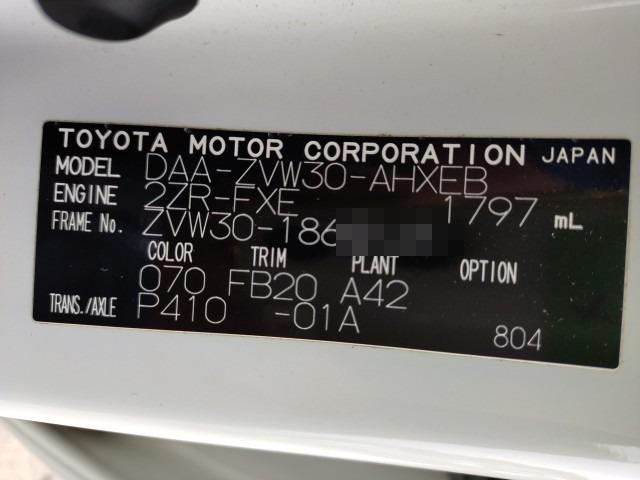 TOYOTA MOTOR CORPORATION JAPAN
MODEL DAA-ZVW30-AHXEB
ENGINE 2ZR-FXE 1797 mL
FRAME No. ZVW30-186
COLOR TRIM PLANT OPTION
070 FB20 A42
TRANS./AXLE P410 -01A
804